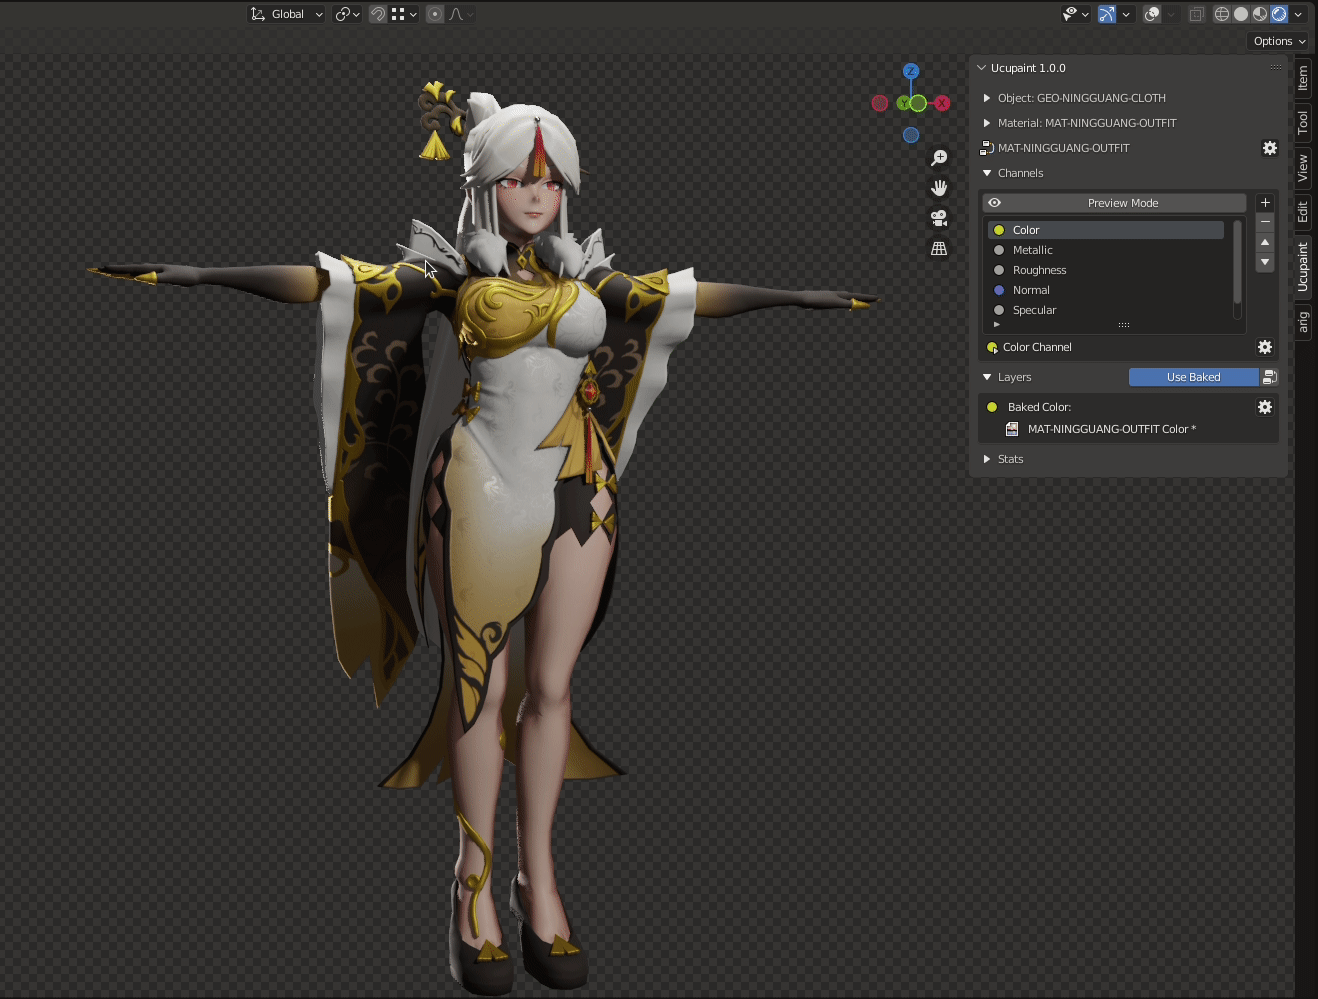 Global
Options
Ucupaint 1.0.0
Object: GEO-NINGGUANG-CLOTH
Material: MAT-NINGGUANG-OUTFIT
MAT-NINGGUANG-OUTFIT
Channels
Preview Mode
Color
Metallic
Roughness
Normal
Specular
Color Channel
Layers
Use Baked
Baked Color:
MAT-NINGGUANG-OUTFIT Color *
Stats
Z
Y
X
Item
Tool
View
Edit
Ucupaint
arig